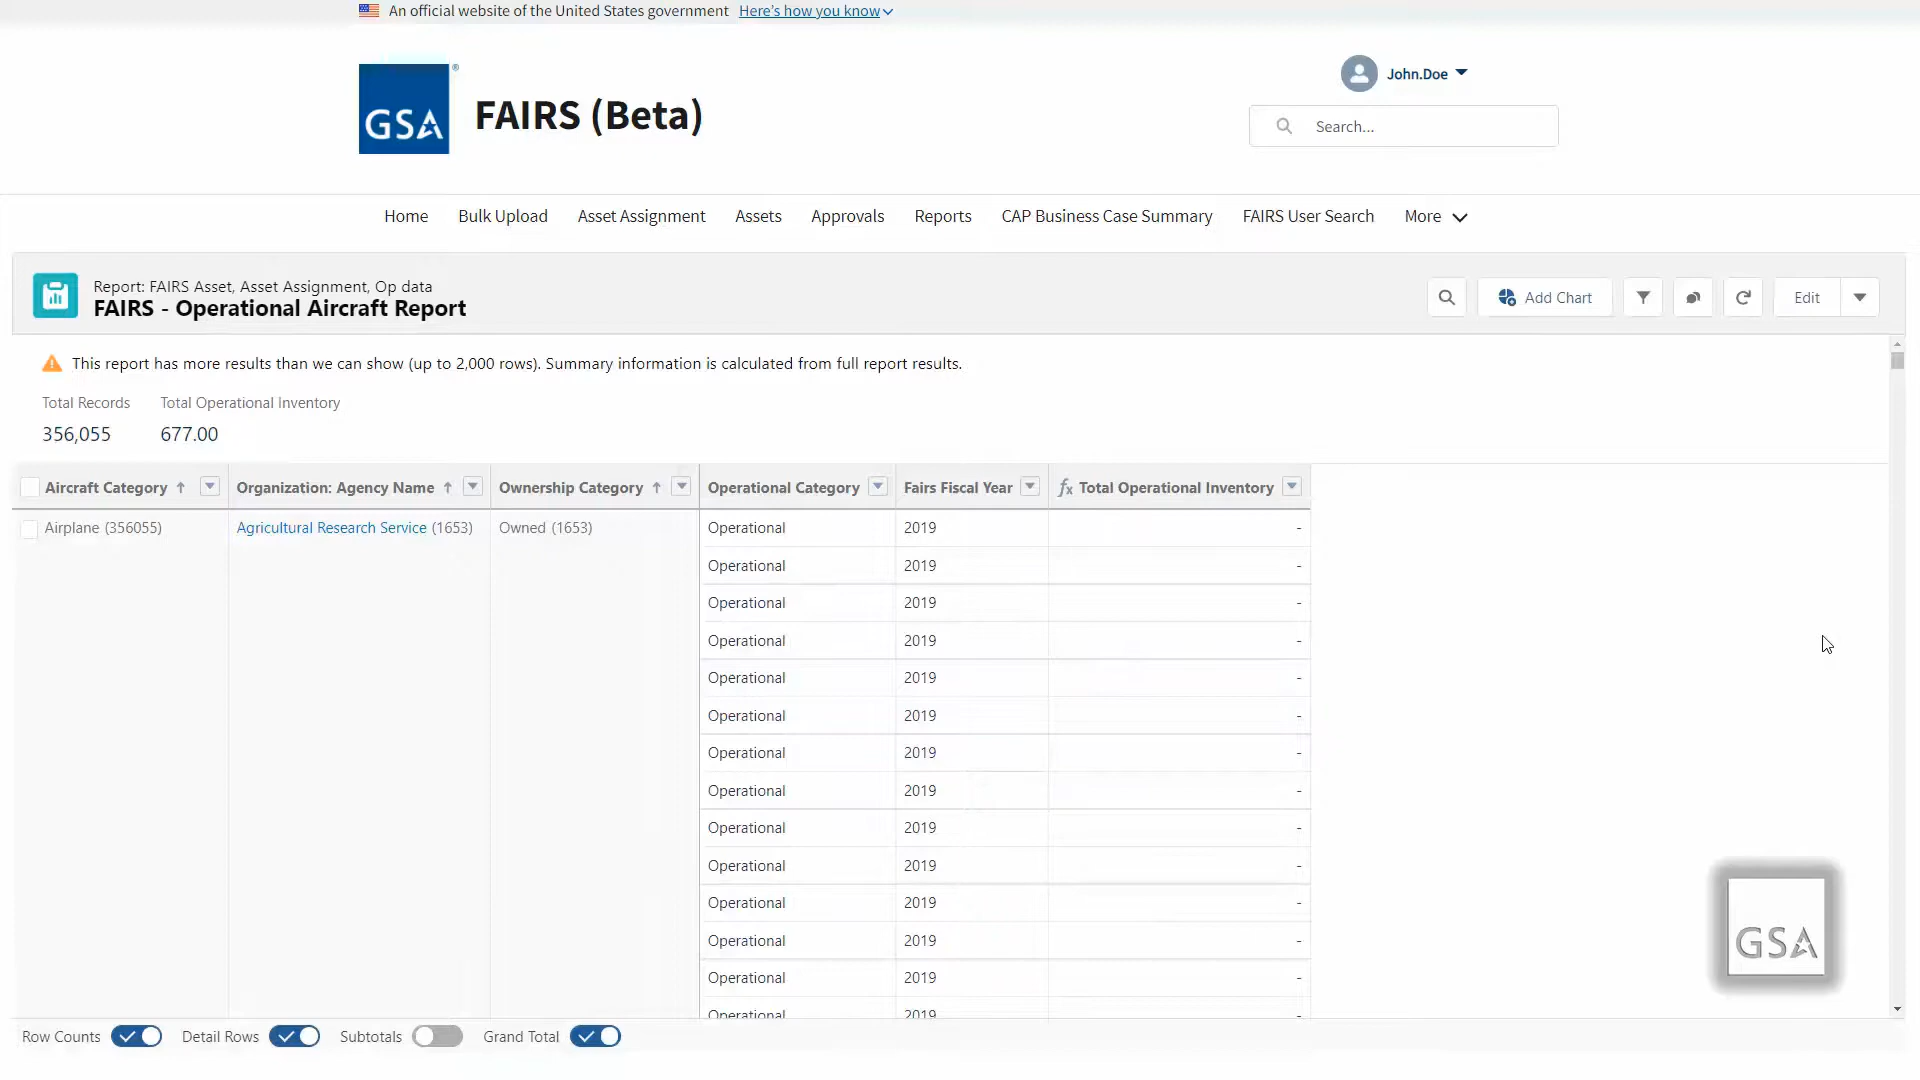 An official website of the United States government Here's how you know
GSA
®
FAIRS (Beta)
John.Doe
Search...
Home Bulk Upload Asset Assignment Assets Approvals Reports CAP Business Case Summary FAIRS User Search More
Report: FAIRS Asset, Asset Assignment, Op data
FAIRS - Operational Aircraft Report
Add Chart Edit
This report has more results than we can show (up to 2,000 rows). Summary information is calculated from full report results.
Total Records Total Operational Inventory
356,055 677.00
Aircraft Category ↑ Organization: Agency Name ↑ Ownership Category ↑ Operational Category Fairs Fiscal Year fx Total Operational Inventory
Airplane (356055) Agricultural Research Service (1653) Owned (1653) Operational 2019 -
Operational 2019 -
Operational 2019 -
Operational 2019 -
Operational 2019 -
Operational 2019 -
Operational 2019 -
Operational 2019 -
Operational 2019 -
Operational 2019 -
Operational 2019 -
Operational 2019 -
Operational 2019 -
Operational 2019 -
GSA
Row Counts Detail Rows Subtotals Grand Total